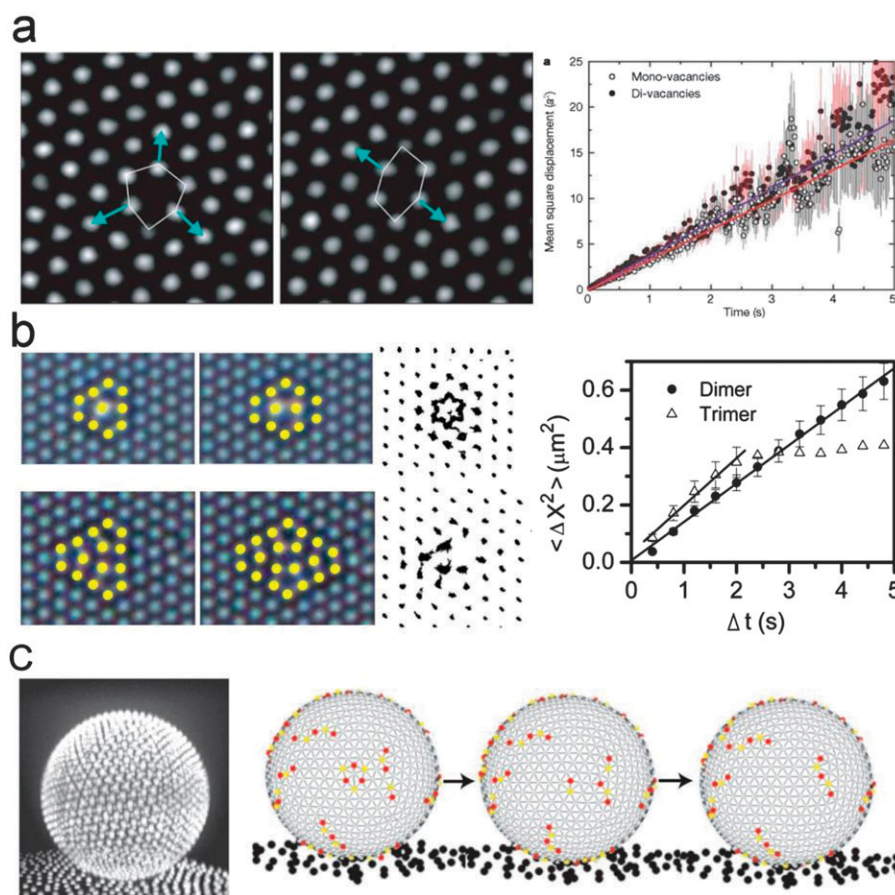 a
a
Mean square displacement (a²)
25
20
15
10
5
0
Mono-vacancies
Di-vacancies
0 1 2 3 4 5
Time (s)
b
<ΔX²> (μm²)
0.6
0.4
0.2
0.0
Dimer
Trimer
0 1 2 3 4 5
Δt (s)
c